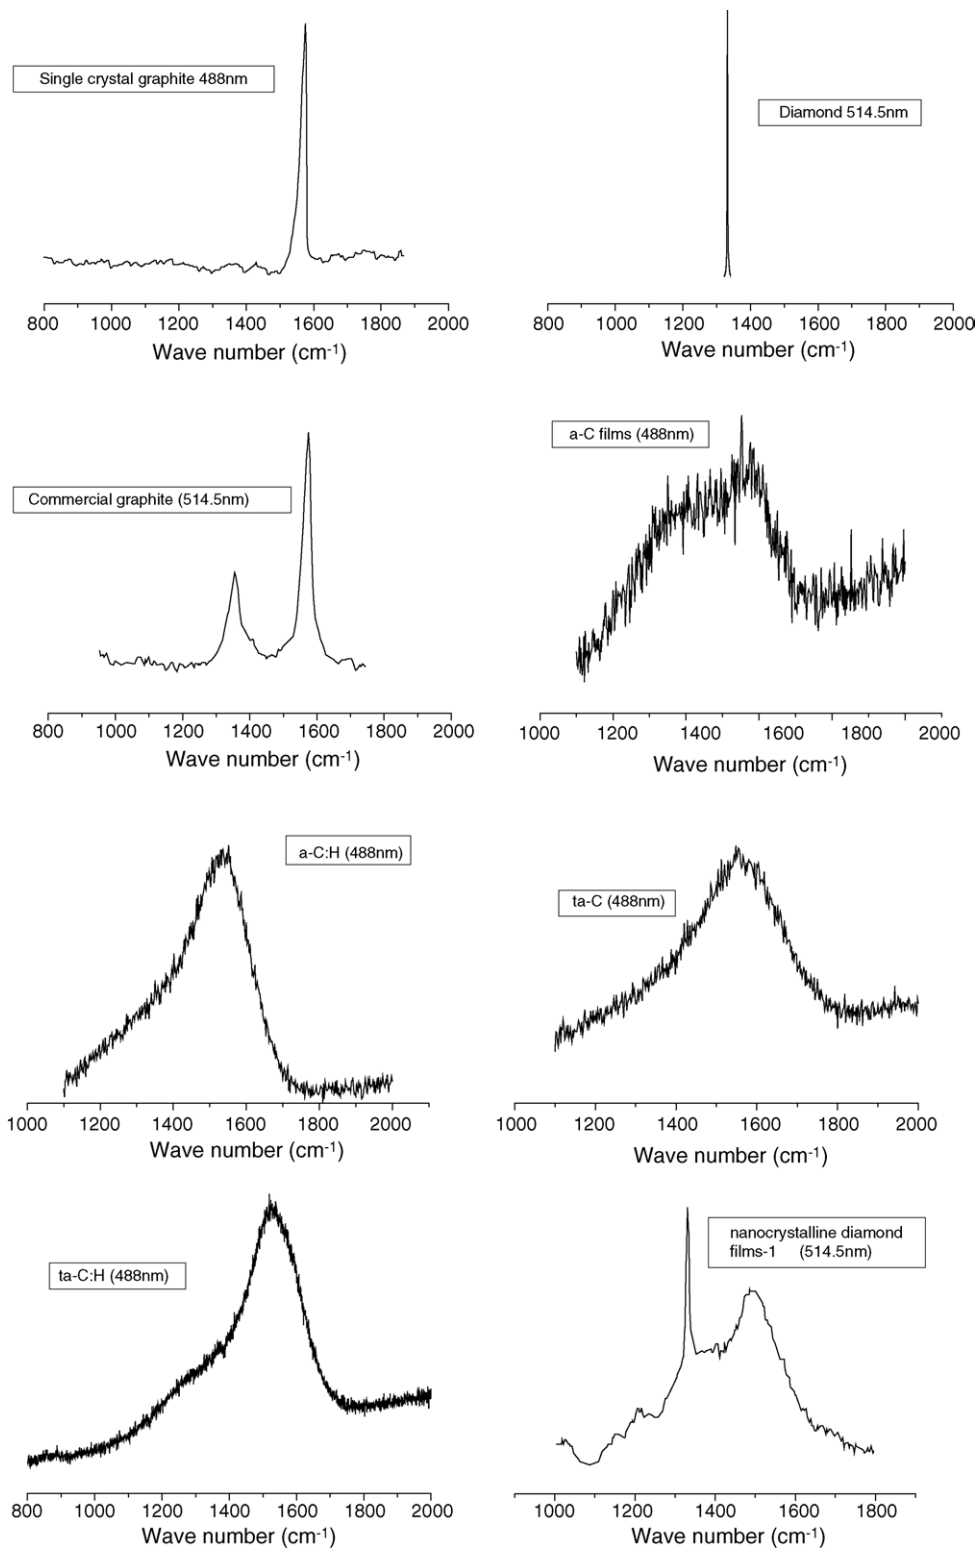 Single crystal graphite 488nm
800 1000 1200 1400 1600 1800 2000
Wave number (cm-1)
Diamond 514.5nm
800 1000 1200 1400 1600 1800 2000
Wave number (cm-1)
Commercial graphite (514.5nm)
800 1000 1200 1400 1600 1800 2000
Wave number (cm-1)
a-C films (488nm)
1000 1200 1400 1600 1800 2000
Wave number (cm-1)
a-C:H (488nm)
1000 1200 1400 1600 1800 2000
Wave number (cm-1)
ta-C (488nm)
1000 1200 1400 1600 1800 2000
Wave number (cm-1)
ta-C:H (488nm)
800 1000 1200 1400 1600 1800 2000
Wave number (cm-1)
nanocrystalline diamond
films-1 (514.5nm)
1000 1200 1400 1600 1800
Wave number (cm-1)